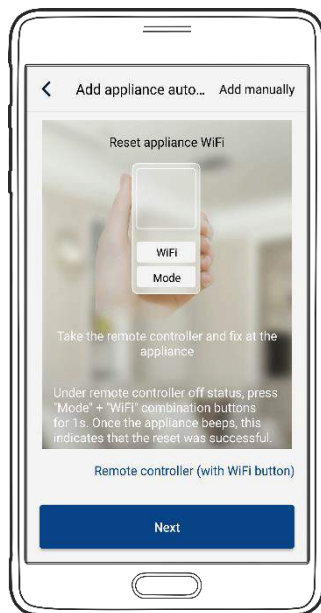 Add appliance auto... Add manually
Reset appliance WiFi
WiFi
Mode
Take the remote controller and fix at the
appliance
Under remote controller off status, press
"Mode" + "WiFi" combination buttons
for 1s. Once the appliance beeps, this
indicates that the reset was successful.
Remote controller (with WiFi button)
Next